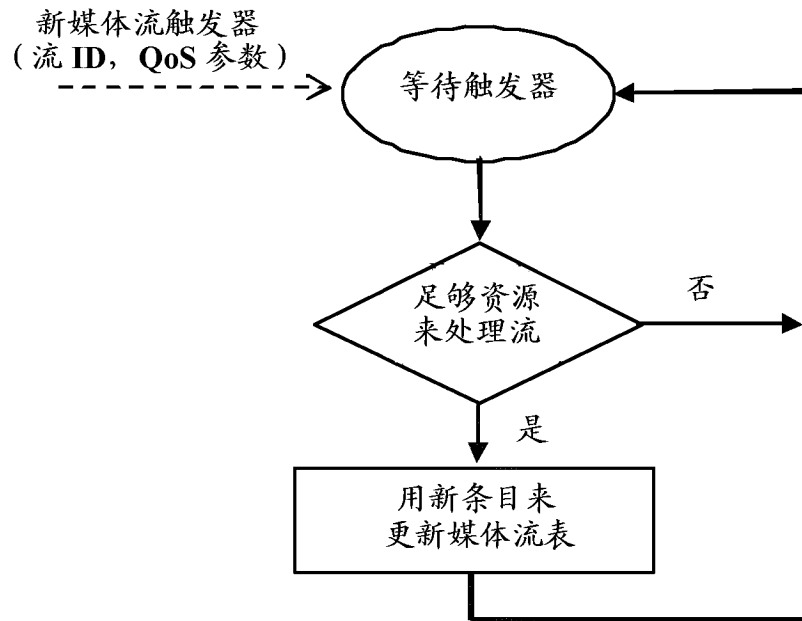 新媒体流触发器
（流 ID，QoS 参数）
等待触发器
足够资源
来处理流
否
是
用新条目来
更新媒体流表